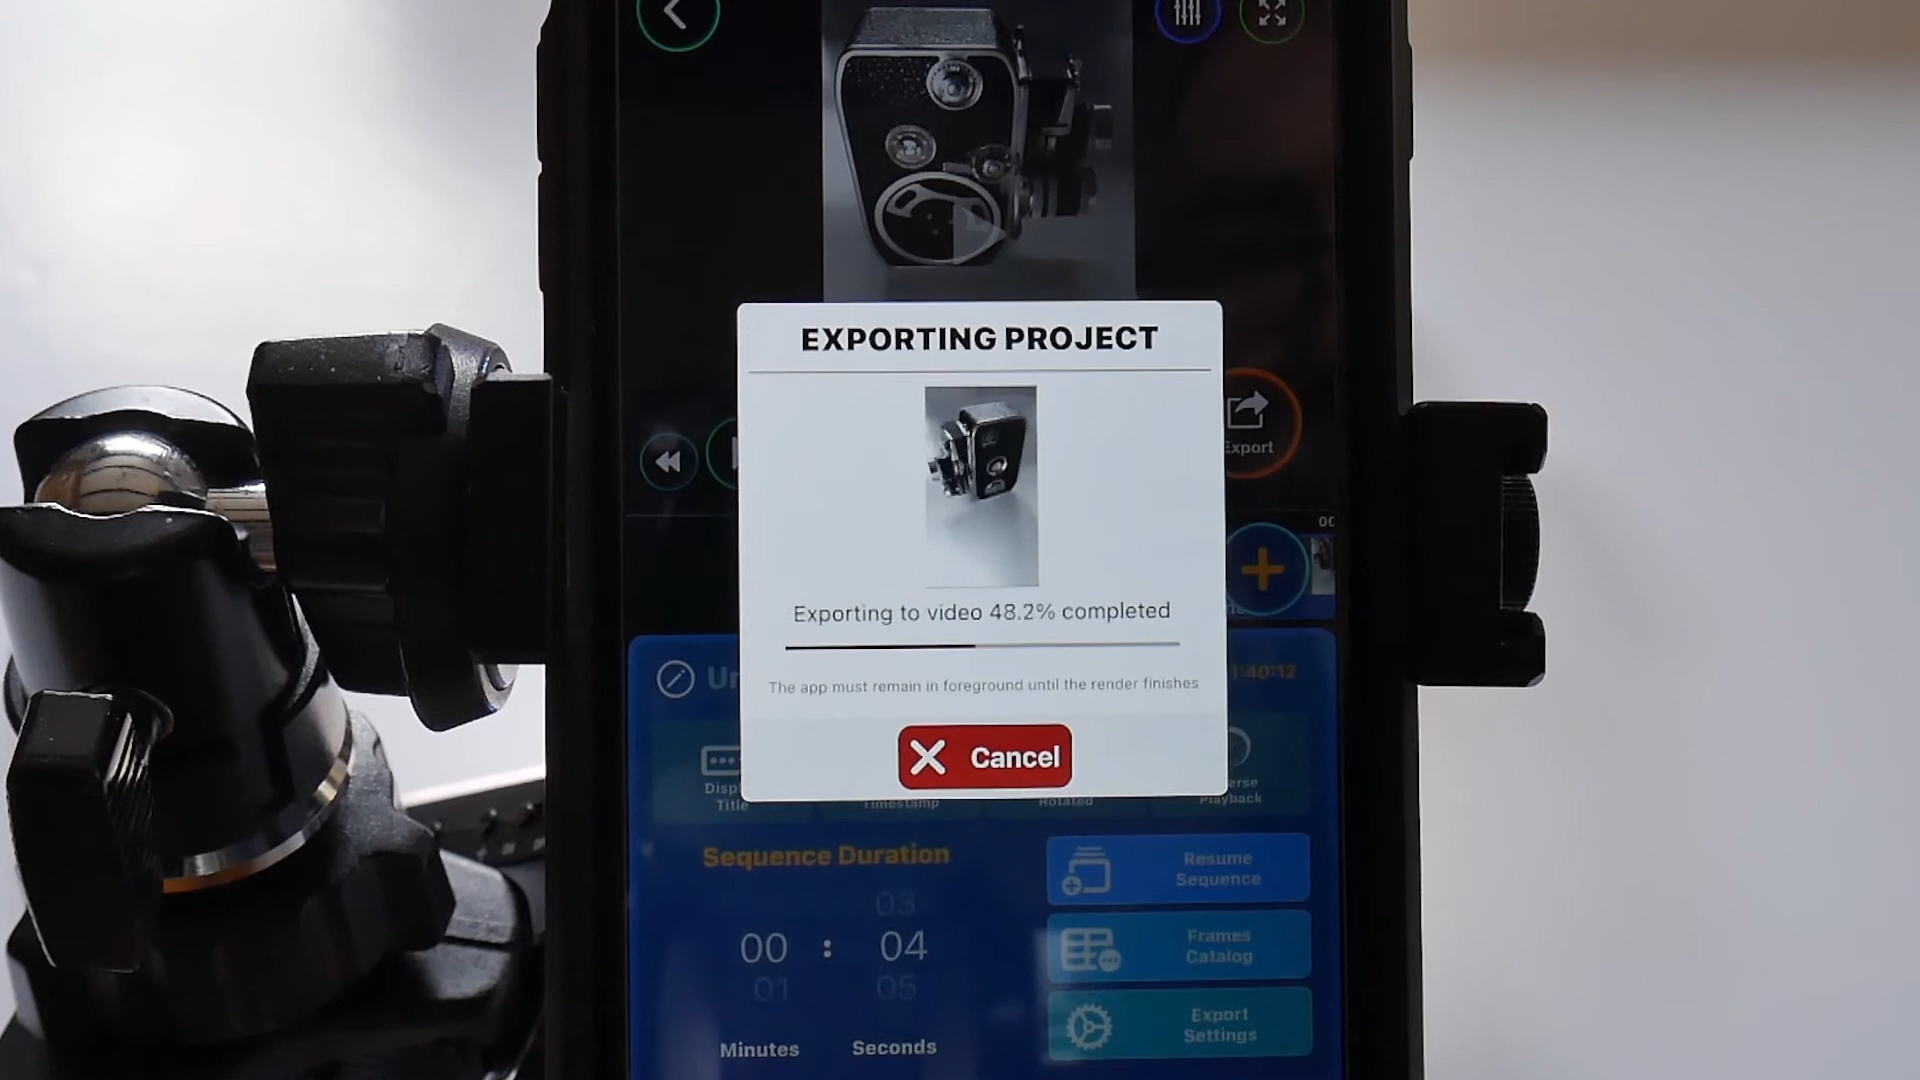 EXPORTING PROJECT
Export
00
Exporting to video 48.2% completed
The app must remain in foreground until the render finishes
Cancel
Title
Timestamp
Rotated
Playback
Sequence Duration
03
00 : 04
01 05
Minutes Seconds
Resume
Sequence
Frames
Catalog
Export
Settings